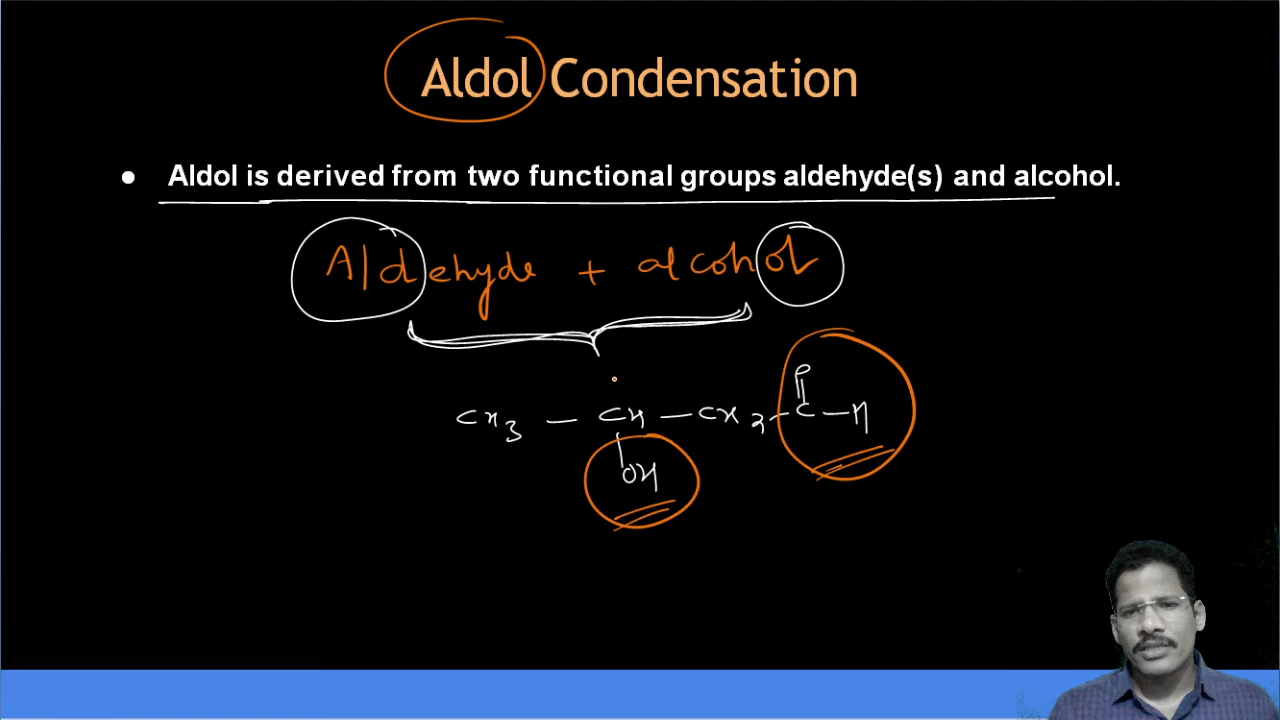 Aldol Condensation
● Aldol is derived from two functional groups aldehyde(s) and alcohol.
Aldehyde + alcohol
O
CH3 — CH — CH2 — C — H
OH